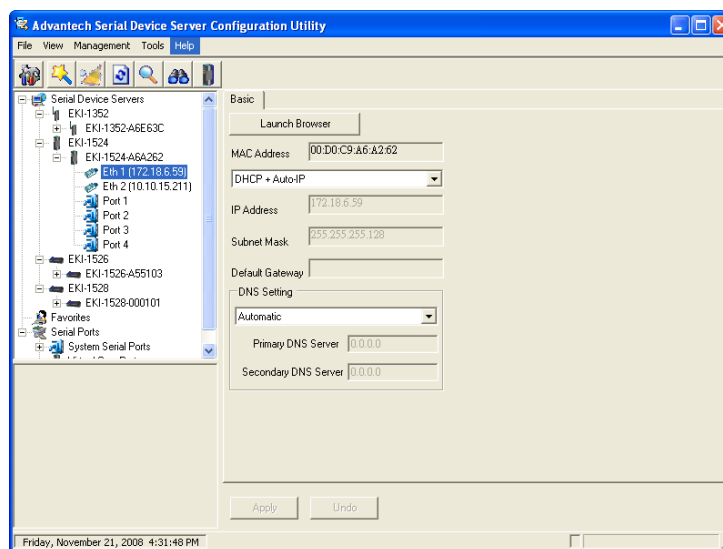 Advantech Serial Device Server Configuration Utility
File View Management Tools Help
Serial Device Servers
EKI-1352
EKI-1352-A6E63C
EKI-1524
EKI-1524-A6A262
Eth 1 (172.18.6.59)
Eth 2 (10.10.15.211)
Port 1
Port 2
Port 3
Port 4
EKI-1526
EKI-1526-A55103
EKI-1528
EKI-1528-000101
Favorites
Serial Ports
System Serial Ports
Basic
Launch Browser
MAC Address 00:D0:C9:A6:A2:62
DHCP + Auto-IP
IP Address 172.18.6.59
Subnet Mask 255.255.255.128
Default Gateway
DNS Setting
Automatic
Primary DNS Server 0.0.0.0
Secondary DNS Server 0.0.0.0
Apply Undo
Friday, November 21, 2008 4:31:48 PM